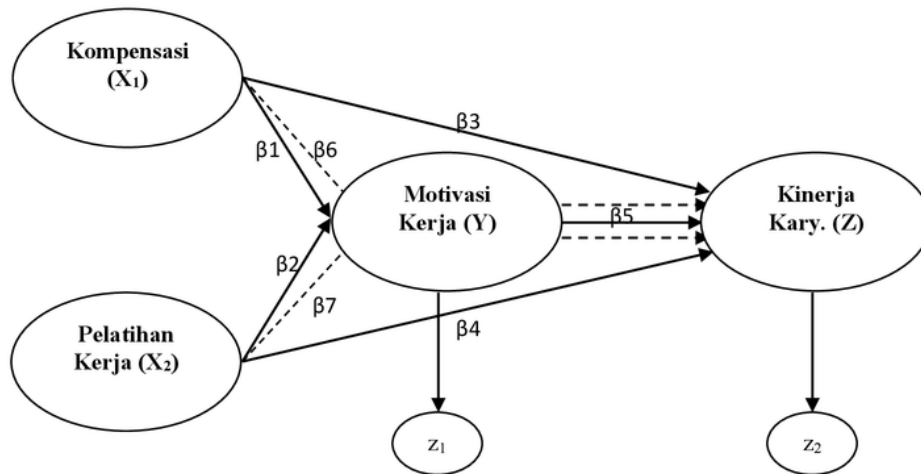 Kompensasi
(X₁)
β3
β1
β6
Motivasi
Kerja (Y)
β5
Kinerja
Kary. (Z)
β2
β7
β4
Pelatihan
Kerja (X₂)
z₁
z₂